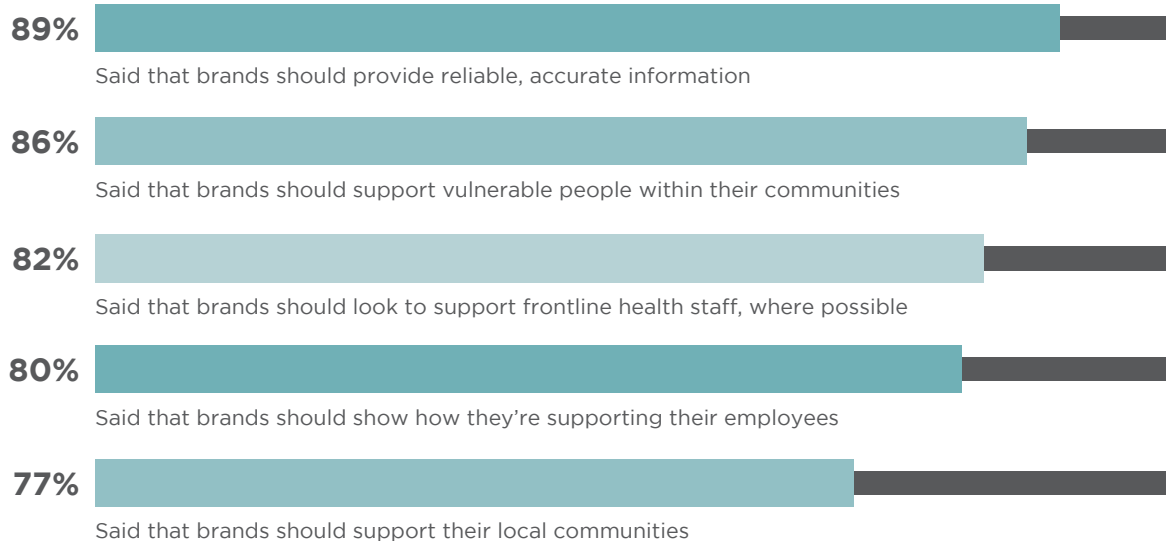 89%
Said that brands should provide reliable, accurate information
86%
Said that brands should support vulnerable people within their communities
82%
Said that brands should look to support frontline health staff, where possible
80%
Said that brands should show how they’re supporting their employees
77%
Said that brands should support their local communities